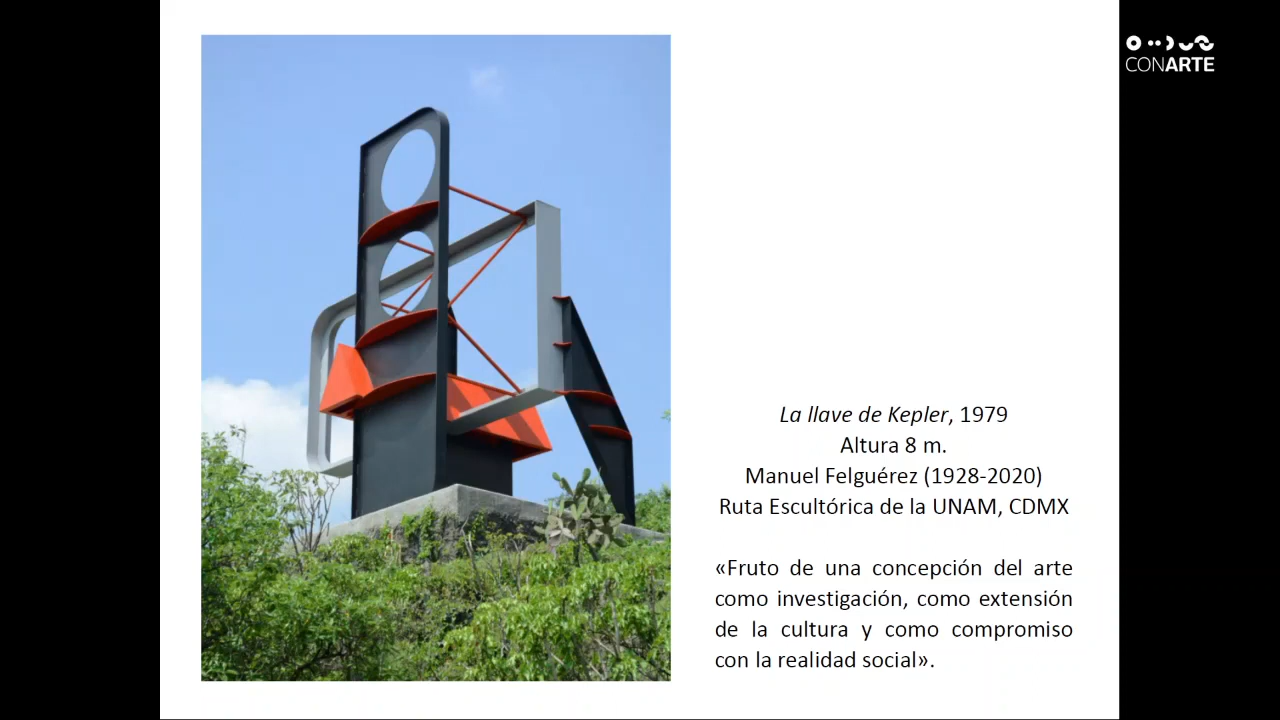 CONARTE
La llave de Kepler, 1979
Altura 8 m.
Manuel Felguérez (1928-2020)
Ruta Escultórica de la UNAM, CDMX
«Fruto de una concepción del arte
como investigación, como extensión
de la cultura y como compromiso
con la realidad social».